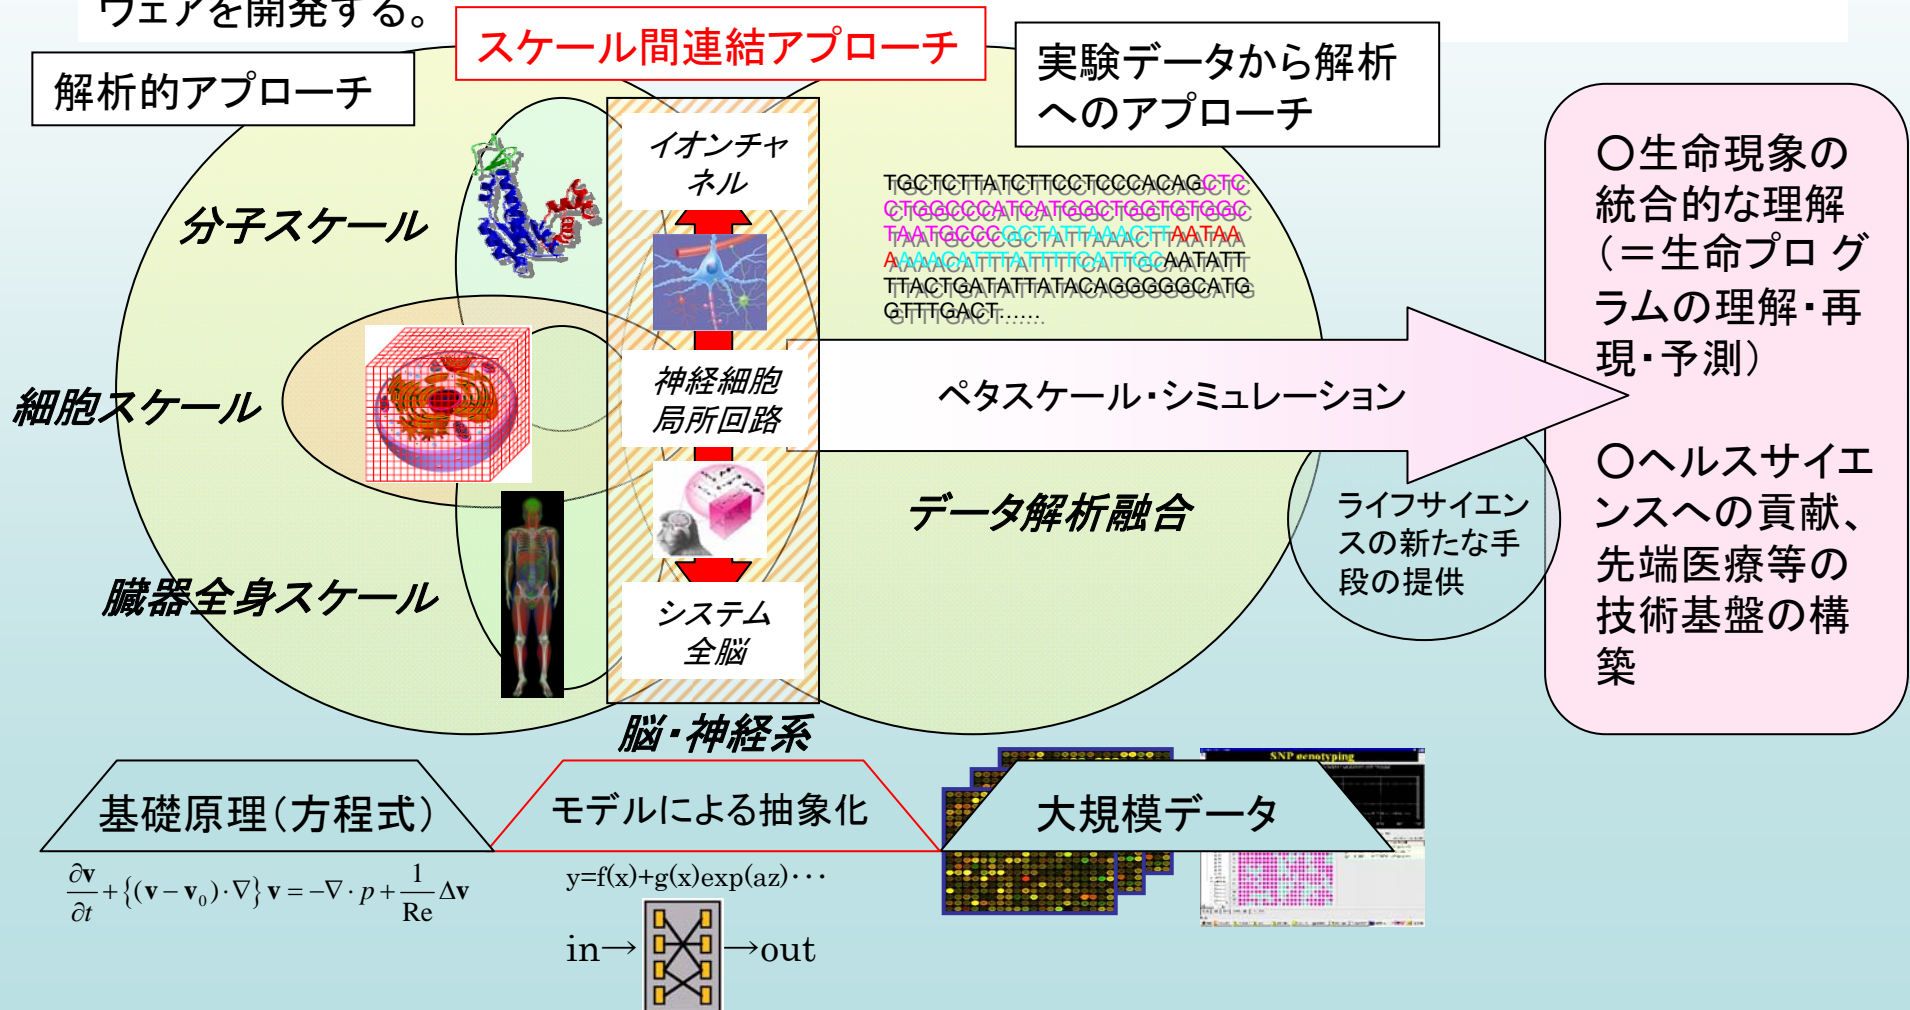 ウェアを開発する。
スケール間連結アプローチ
解析的アプローチ
実験データから解析
へのアプローチ
イオンチャ
ネル
分子スケール
TGCTCTTATCTTCCTCCCACAGCTC
CTGGCCCATCATGGCTGGTGTGGC
TAATGCCCGCTATTAAACTTAATAA
AAAACATTTATTTTCATTGCAATATT
TTACTGATATTATACAGGGGGCATG
GTTTGACT......
〇生命現象の
統合的な理解
(=生命プログ
ラムの理解・再
現・予測)
細胞スケール
神経細胞
局所回路
ペタスケール・シミュレーション
データ解析融合
ライフサイエン
スの新たな手
段の提供
〇ヘルスサイエ
ンスへの貢献、
先端医療等の
技術基盤の構
築
臓器全身スケール
システム
全脳
脳・神経系
基礎原理(方程式)
モデルによる抽象化
大規模データ
SNP genotyping
∂v/∂t+{(v−v₀)·∇}v=−∇·p+1/Re Δv
y=f(x)+g(x)exp(az)···
in→
→out